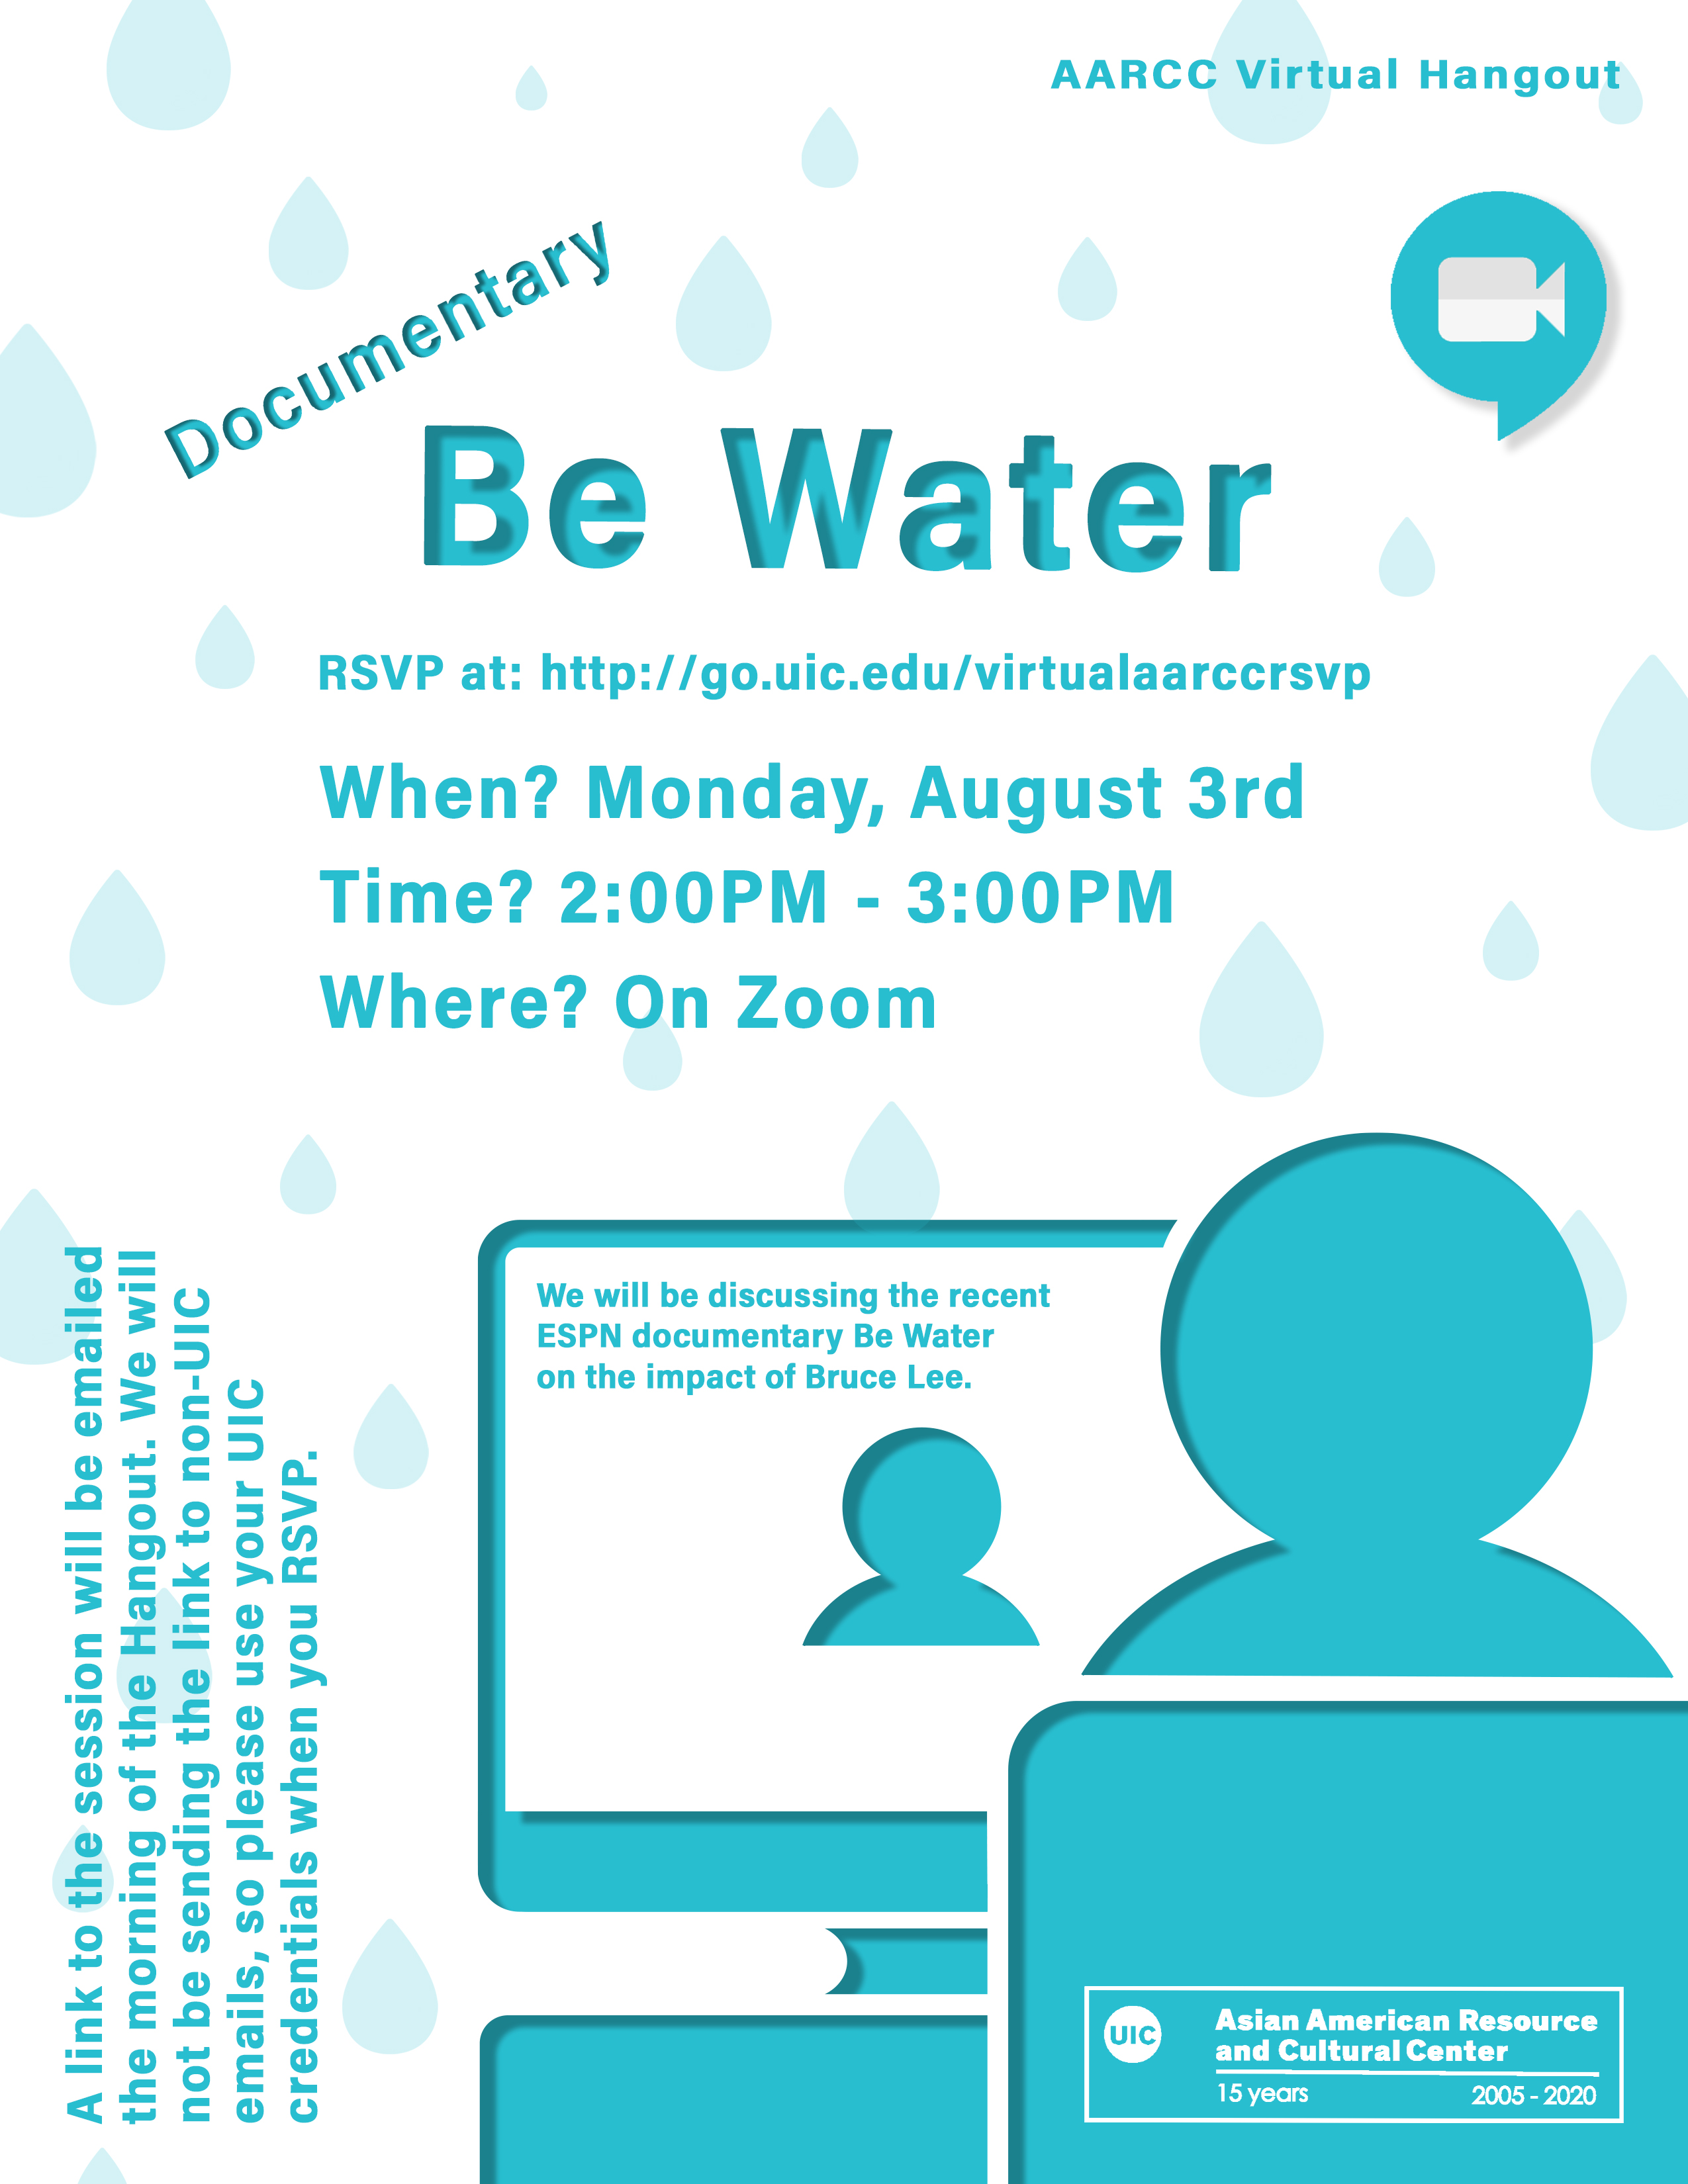 AARCC Virtual Hangout
Documentary
Be Water
RSVP at: http://go.uic.edu/virtualaarccrsvp
When? Monday, August 3rd
Time? 2:00PM - 3:00PM
Where? On Zoom
We will be discussing the recent
ESPN documentary Be Water
on the impact of Bruce Lee.
A link to the session will be emailed
the morning of the Hangout. We will
not be sending the link to non-UIC
emails, so please use your UIC
credentials when you RSVP.
UIC
Asian American Resource
and Cultural Center
15 years 2005 - 2020